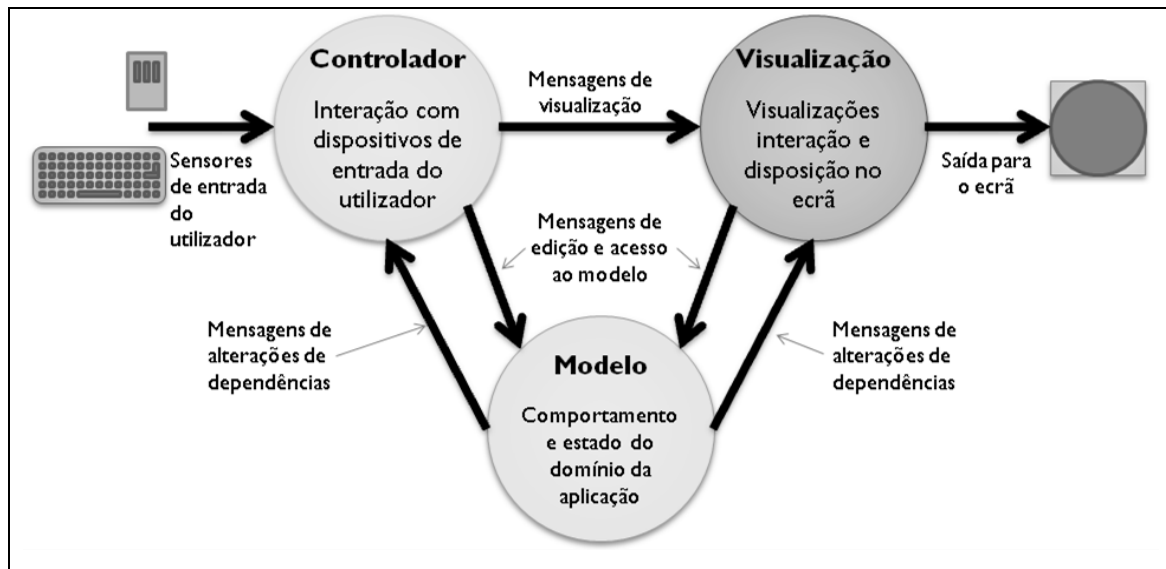 Controlador
Interação com
dispositivos de
entrada do
utilizador
Mensagens de
visualização
Visualização
Visualizações
interação e
disposição no
ecrã
Sensores
de entrada
do
utilizador
Saída para
o ecrã
Mensagens de
edição e acesso
ao modelo
Mensagens de
alterações de
dependências
Modelo
Comportamento
e estado do
domínio da
aplicação
Mensagens de
alterações de
dependências